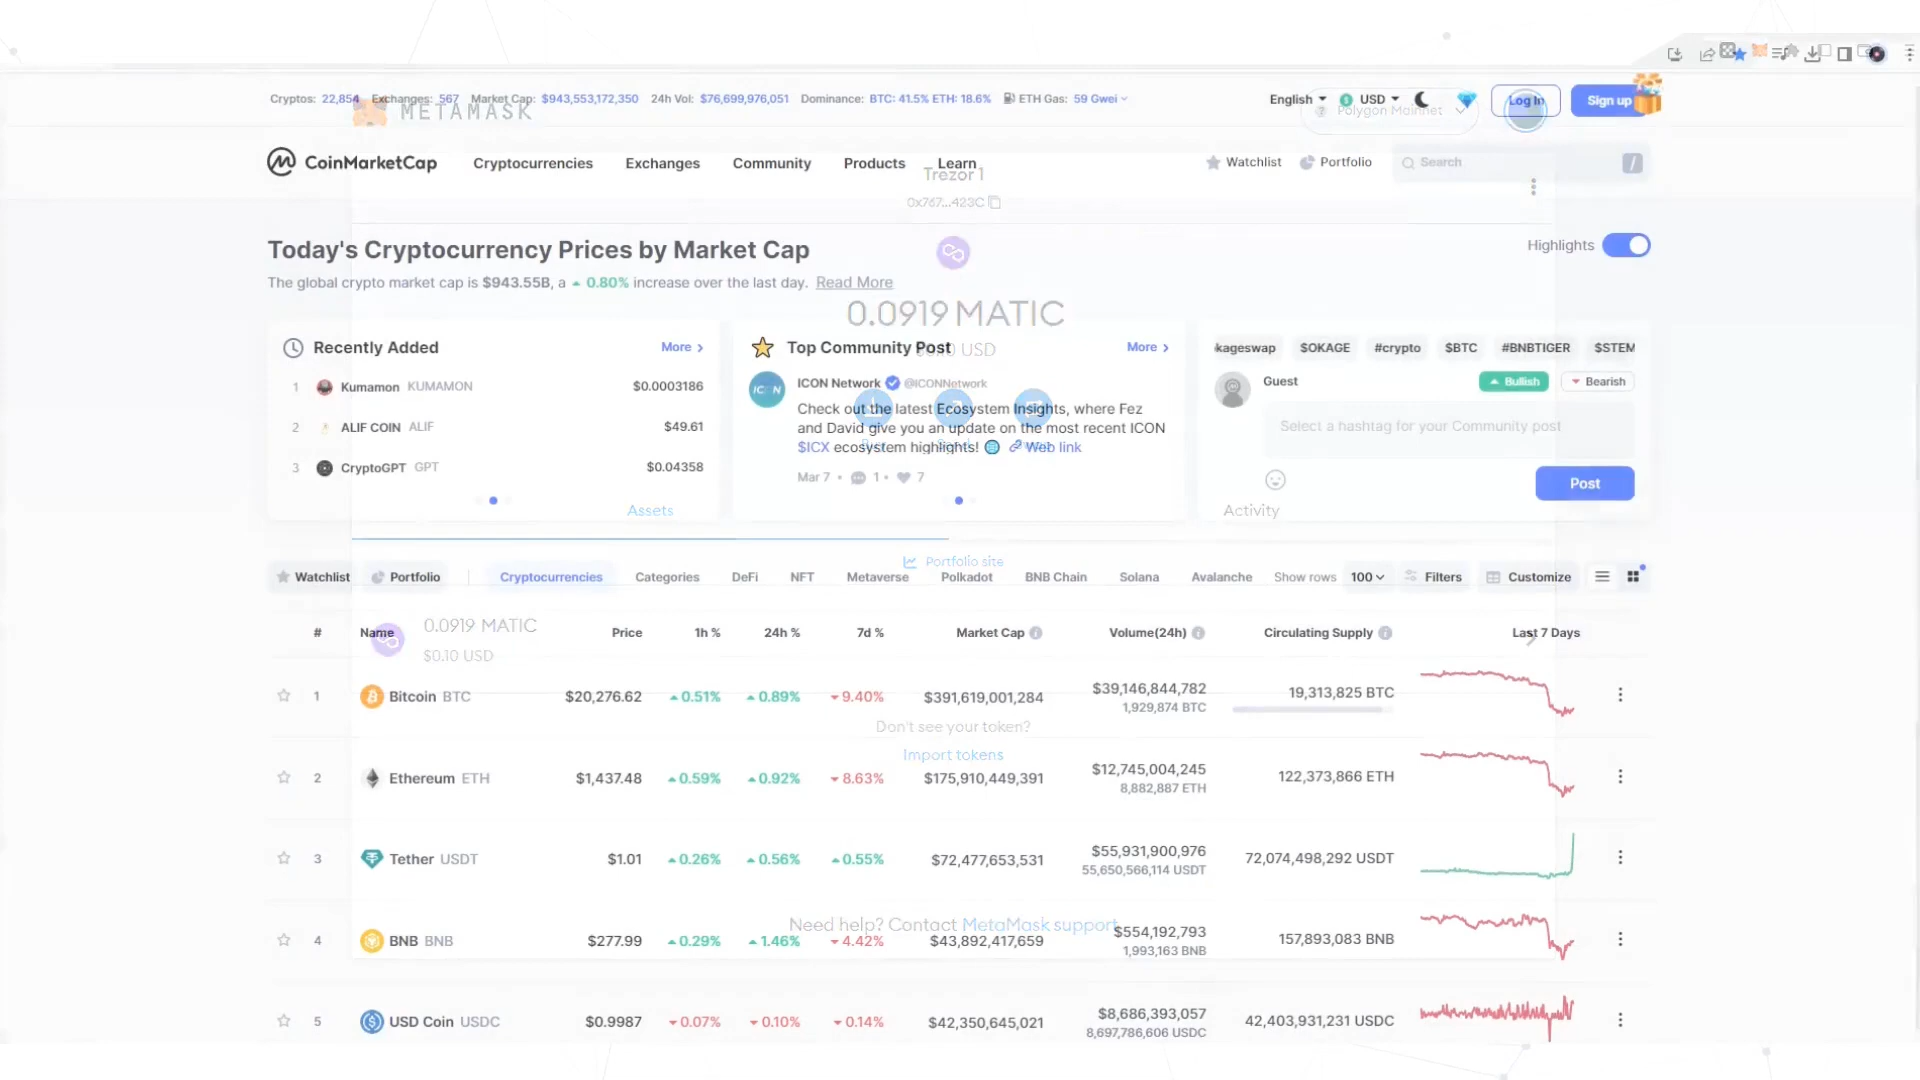 Cryptos: 22,854 Exchanges: 567 Market Cap: $943,553,172,350 24h Vol: $76,699,976,051 Dominance: BTC: 41.5% ETH: 18.6% ETH Gas: 59 Gwei English USD Log In Sign up
METAMASK Polygon Mainnet
CoinMarketCap Cryptocurrencies Exchanges Community Products Learn Watchlist Portfolio Search /
Trezor 1
0x767...423C
Today's Cryptocurrency Prices by Market Cap Highlights
The global crypto market cap is $943.55B, a 0.80% increase over the last day. Read More
0.0919 MATIC
Recently Added More
Top Community Post More
USD
kageswap $OKAGE #crypto $BTC #BNBTIGER $STEM
1 Kumamon KUMAMON $0.0003186
2 ALIF COIN ALIF $49.61
3 CryptoGPT GPT $0.04358
ICON
ICON Network @ICONNetwork
Check out the latest Ecosystem Insights, where Fez
and David give you an update on the most recent ICON
$ICX ecosystem highlights! Web link
Mar 7 • 1 • 7
Guest Bullish Bearish
Select a hashtag for your Community post
Post
Assets Activity
Portfolio site
Watchlist Portfolio Cryptocurrencies Categories DeFi NFT Metaverse Polkadot BNB Chain Solana Avalanche Show rows 100 Filters Customize
0.0919 MATIC
$0.10 USD
# Name Price 1h % 24h % 7d % Market Cap Volume(24h) Circulating Supply Last 7 Days
1 Bitcoin BTC $20,276.62 0.51% 0.89% 9.40% $391,619,001,284 $39,146,844,782 19,313,825 BTC
1,929,874 BTC
Don't see your token?
Import tokens
2 Ethereum ETH $1,437.48 0.59% 0.92% 8.63% $175,910,449,391 $12,745,004,245 122,373,866 ETH
8,882,887 ETH
3 Tether USDT $1.01 0.26% 0.56% 0.55% $72,477,653,531 $55,931,900,976 72,074,498,292 USDT
55,650,566,114 USDT
Need help? Contact MetaMask support
4 BNB BNB $277.99 0.29% 1.46% 4.42% $43,892,417,659 $554,192,793 157,893,083 BNB
1,993,163 BNB
5 USD Coin USDC $0.9987 0.07% 0.10% 0.14% $42,350,645,021 $8,686,393,057 42,403,931,231 USDC
8,697,786,606 USDC